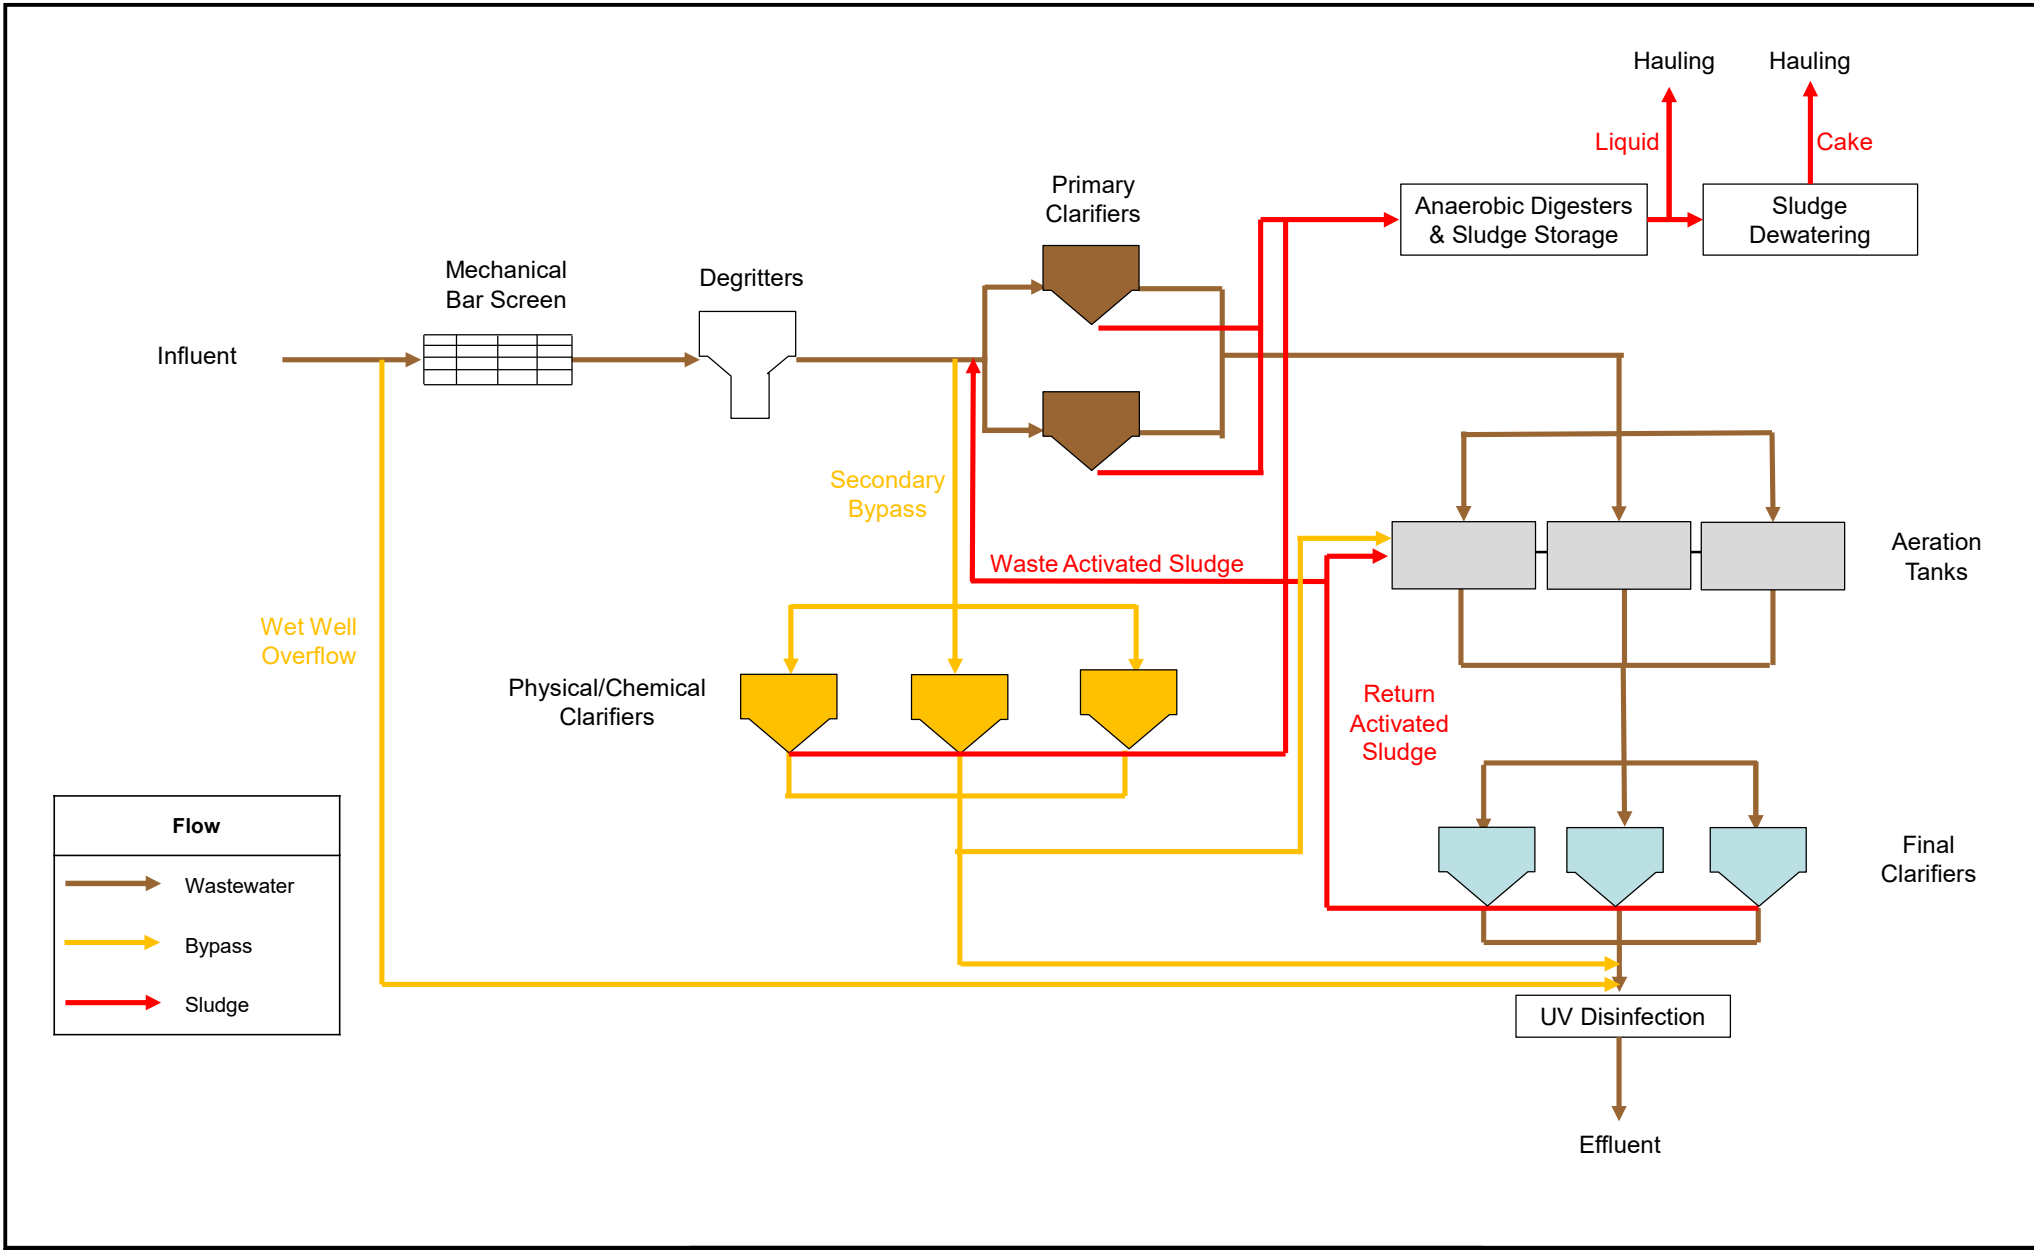 Hauling
Hauling
Liquid
Cake
Primary
Clarifiers
Anaerobic Digesters
& Sludge Storage
Sludge
Dewatering
Mechanical
Bar Screen
Degritters
Influent
Secondary
Bypass
Waste Activated Sludge
Aeration
Tanks
Wet Well
Overflow
Physical/Chemical
Clarifiers
Return
Activated
Sludge
Flow
Wastewater
Bypass
Sludge
Final
Clarifiers
UV Disinfection
Effluent